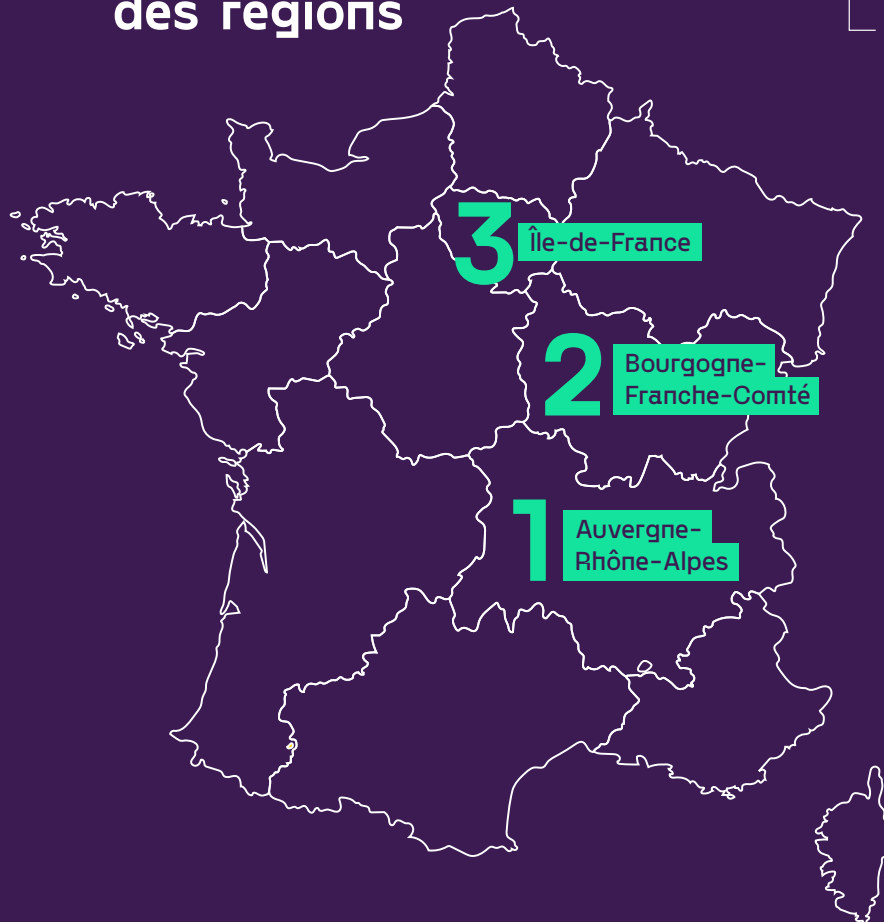 des régions
3
Île-de-France
2
Bourgogne-
Franche-Comté
1
Auvergne-
Rhône-Alpes